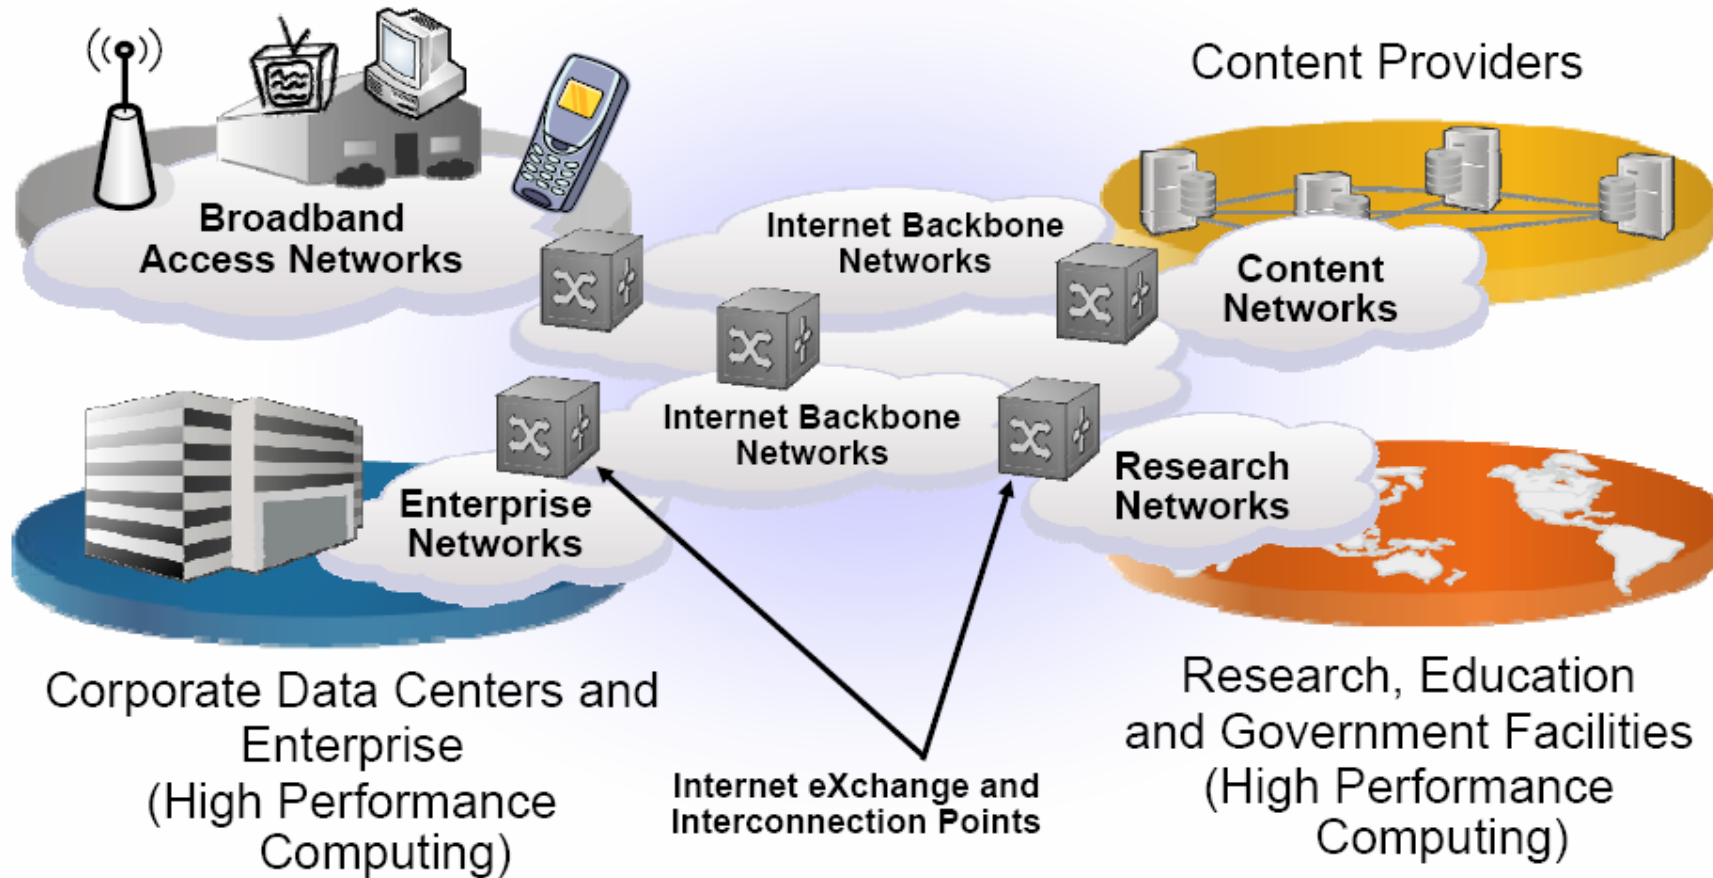 Content Providers
Broadband
Access Networks
Internet Backbone
Networks
Content
Networks
Internet Backbone
Networks
Enterprise
Networks
Research
Networks
Corporate Data Centers and
Enterprise
(High Performance
Computing)
Internet eXchange and
Interconnection Points
Research, Education
and Government Facilities
(High Performance
Computing)